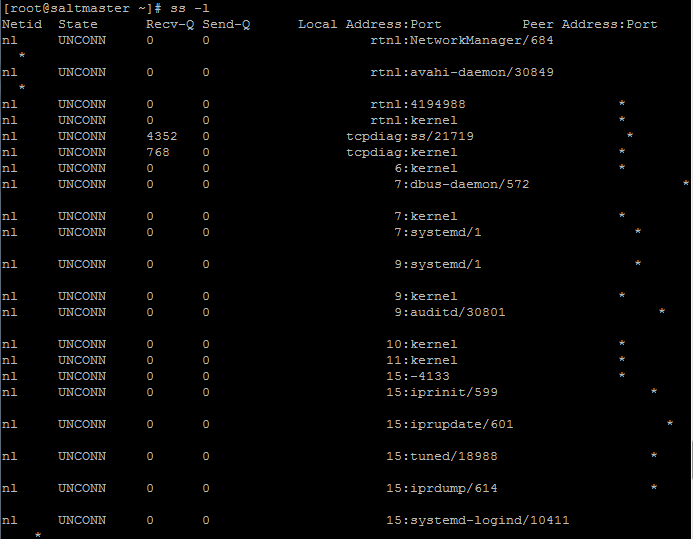 [root@saltmaster ~]# ss -l
Netid State Recv-Q Send-Q Local Address:Port Peer Address:Port
nl UNCONN 0 0 rtnl:NetworkManager/684
*
nl UNCONN 0 0 rtnl:avahi-daemon/30849
*
nl UNCONN 0 0 rtnl:4194988 *
nl UNCONN 0 0 rtnl:kernel *
nl UNCONN 4352 0 tcpdiag:ss/21719 *
nl UNCONN 768 0 tcpdiag:kernel *
nl UNCONN 0 0 6:kernel *
nl UNCONN 0 0 7:dbus-daemon/572 *
nl UNCONN 0 0 7:kernel *
nl UNCONN 0 0 7:systemd/1 *
nl UNCONN 0 0 9:systemd/1 *
nl UNCONN 0 0 9:kernel *
nl UNCONN 0 0 9:auditd/30801 *
nl UNCONN 0 0 10:kernel *
nl UNCONN 0 0 11:kernel *
nl UNCONN 0 0 15:-4133 *
nl UNCONN 0 0 15:iprinit/599 *
nl UNCONN 0 0 15:iprupdate/601 *
nl UNCONN 0 0 15:tuned/18988 *
nl UNCONN 0 0 15:iprdump/614 *
nl UNCONN 0 0 15:systemd-logind/10411
*